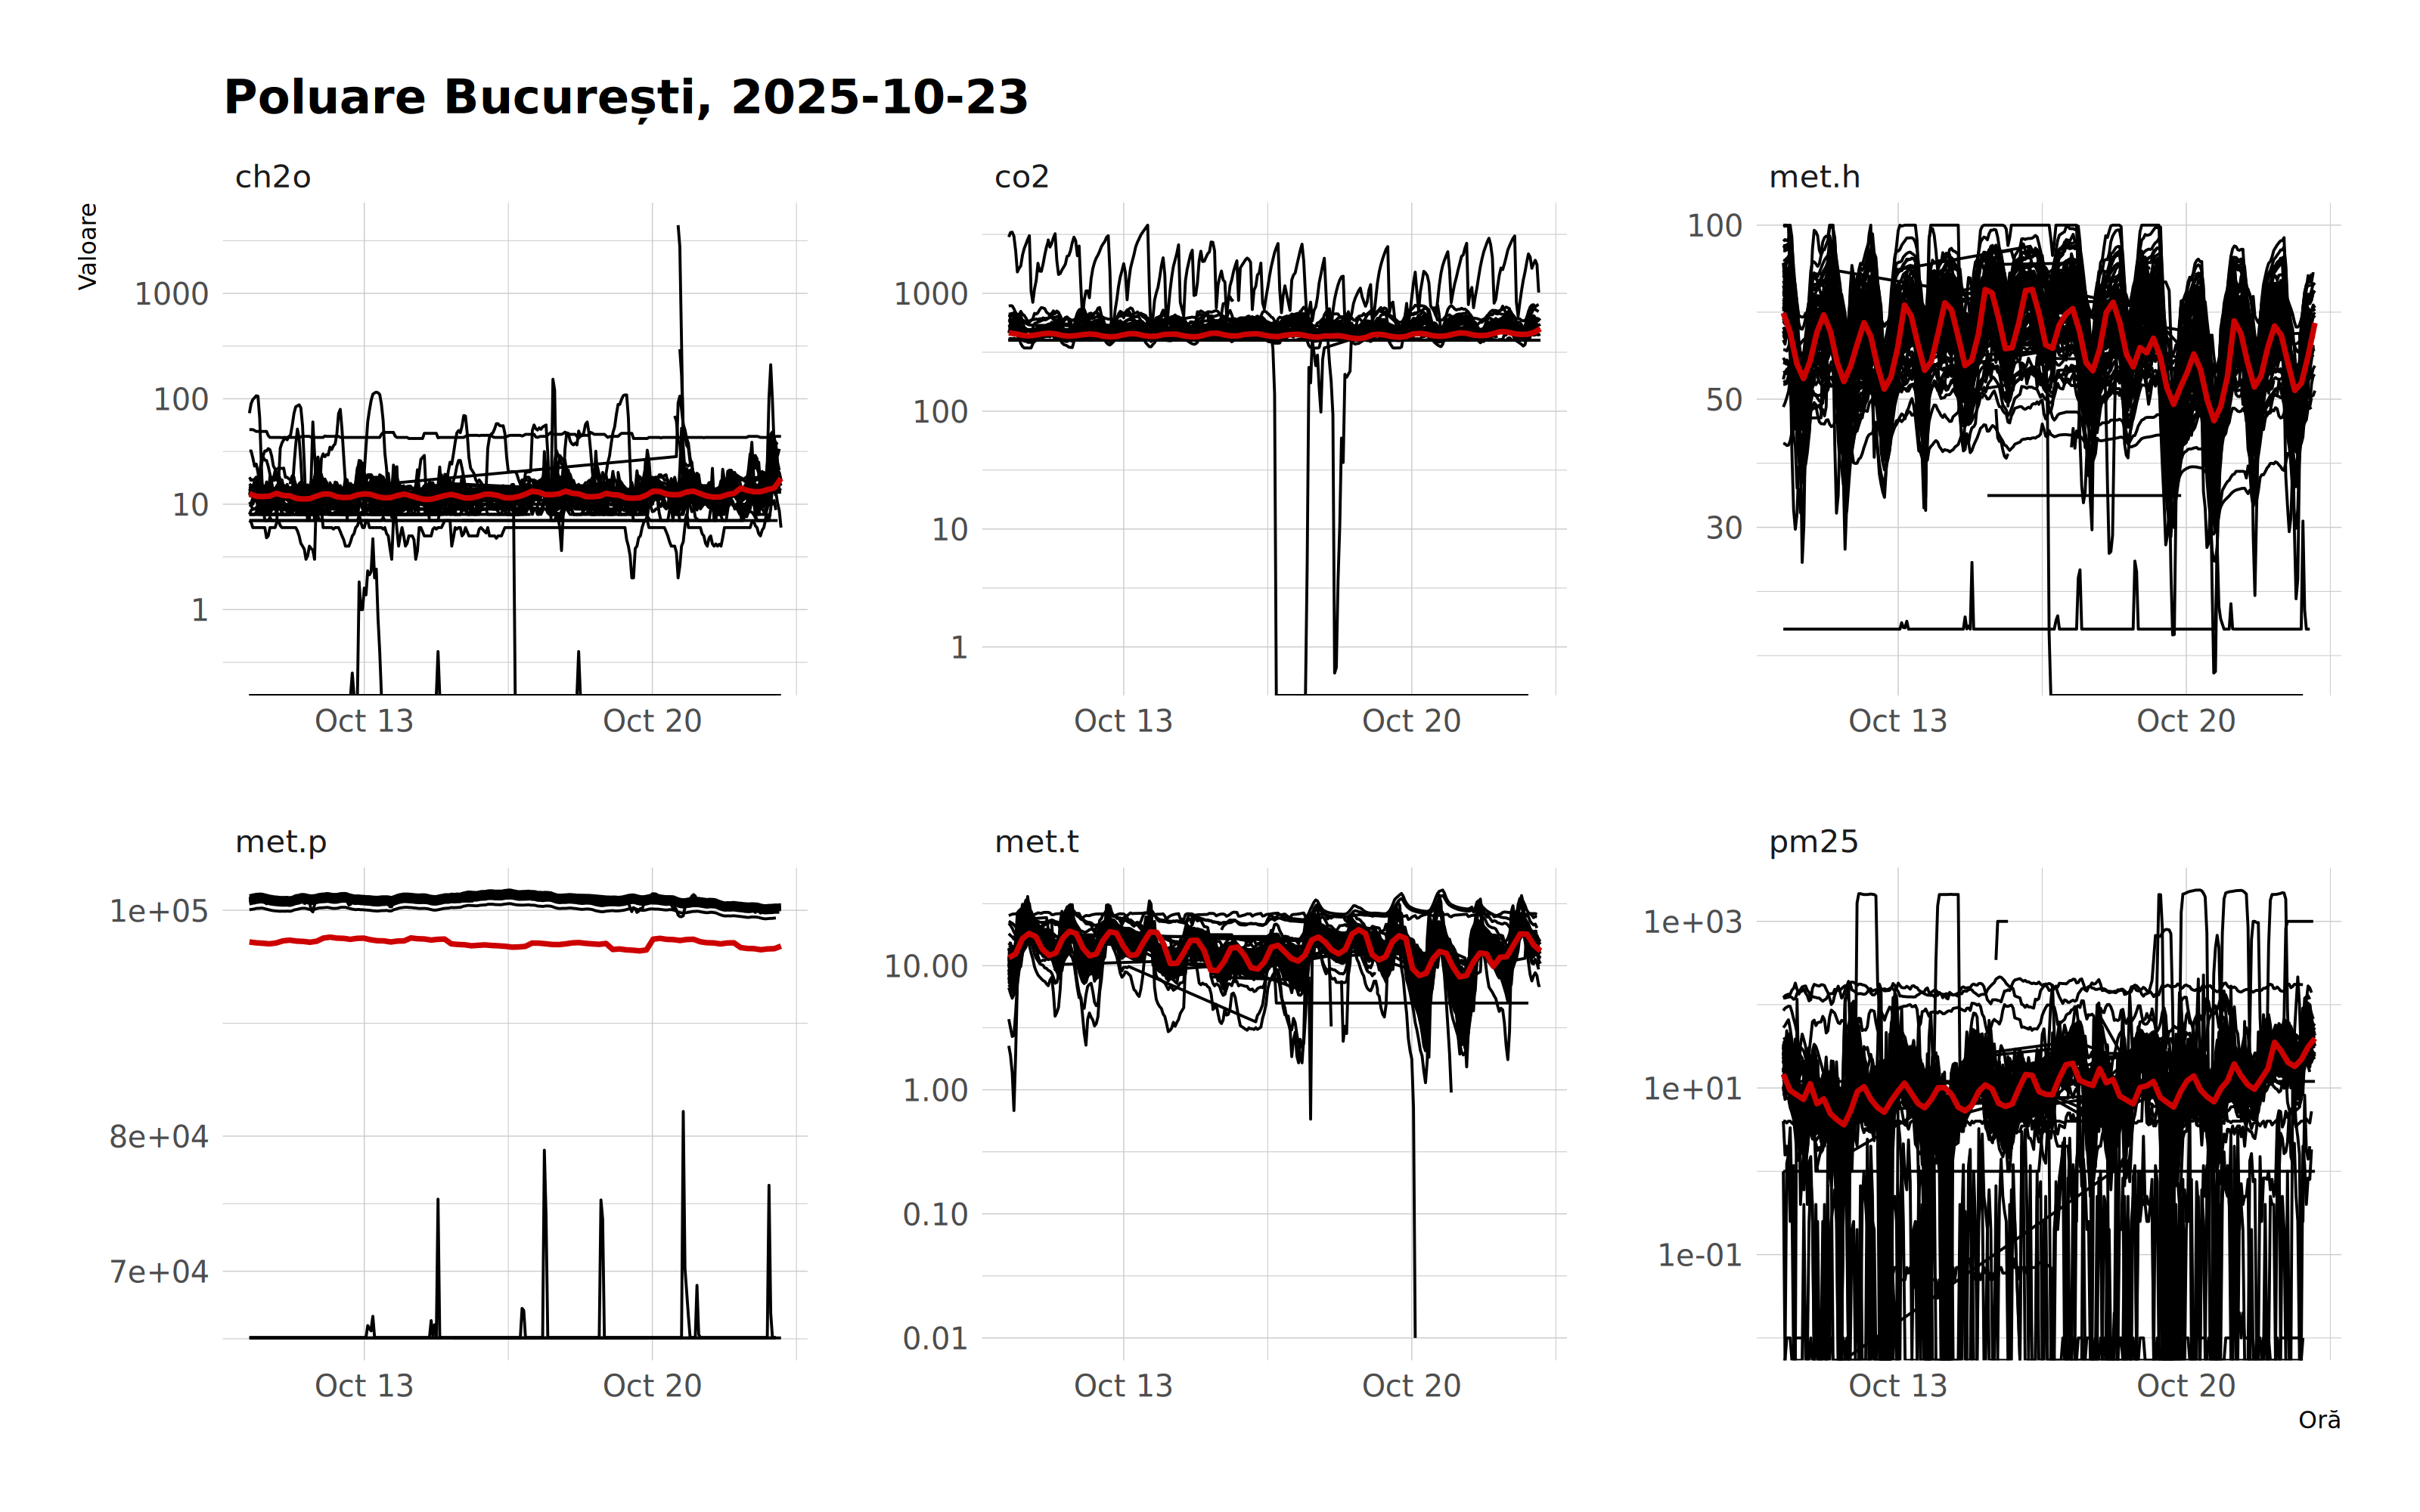 Poluare București, 2025-10-23
Valoare
ch2o
1000
100
10
1
Oct 13
Oct 20
co2
1000
100
10
1
Oct 13
Oct 20
met.h
100
50
30
Oct 13
Oct 20
met.p
1e+05
8e+04
7e+04
Oct 13
Oct 20
met.t
10.00
1.00
0.10
0.01
Oct 13
Oct 20
pm25
1e+03
1e+01
1e-01
Oct 13
Oct 20
Oră